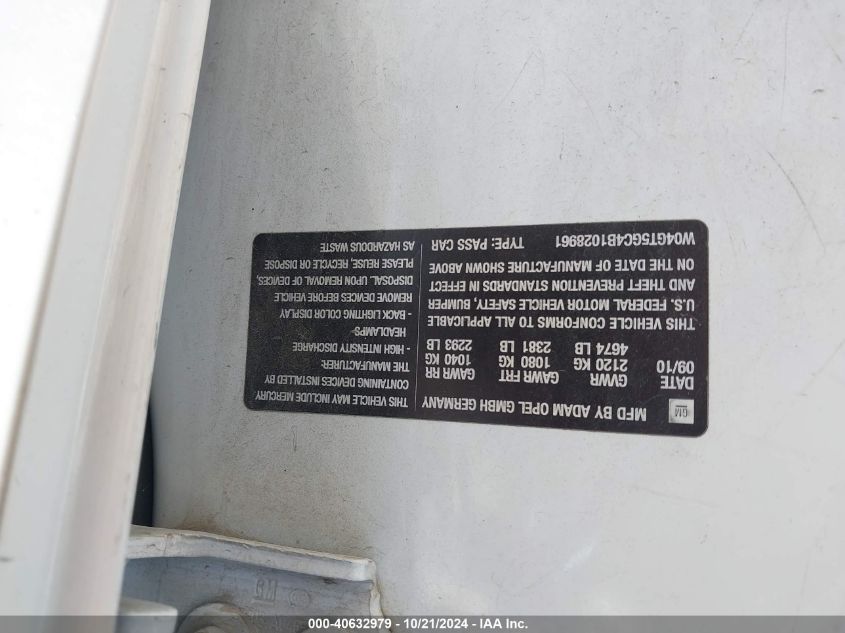 GM
MFD BY ADAM OPEL GMBH GERMANY
DATE GVWR GAWR FRT GAWR RR
09/10 2120 KG 1080 KG 1040 KG
4674 LB 2381 LB 2293 LB
THIS VEHICLE CONFORMS TO ALL APPLICABLE
U.S. FEDERAL MOTOR VEHICLE SAFETY, BUMPER
AND THEFT PREVENTION STANDARDS IN EFFECT
ON THE DATE OF MANUFACTURE SHOWN ABOVE
W04GT5GC4B1028961 TYPE: PASS CAR
THIS VEHICLE MAY INCLUDE MERCURY
CONTAINING DEVICES INSTALLED BY
THE MANUFACTURER:
- HIGH INTENSITY DISCHARGE
HEADLAMPS
- BACK LIGHTING COLOR DISPLAY
REMOVE DEVICES BEFORE VEHICLE
DISPOSAL. UPON REMOVAL OF DEVICES,
PLEASE REUSE, RECYCLE OR DISPOSE
AS HAZARDOUS WASTE
GM
000-40632979 - 10/21/2024 - IAA Inc.